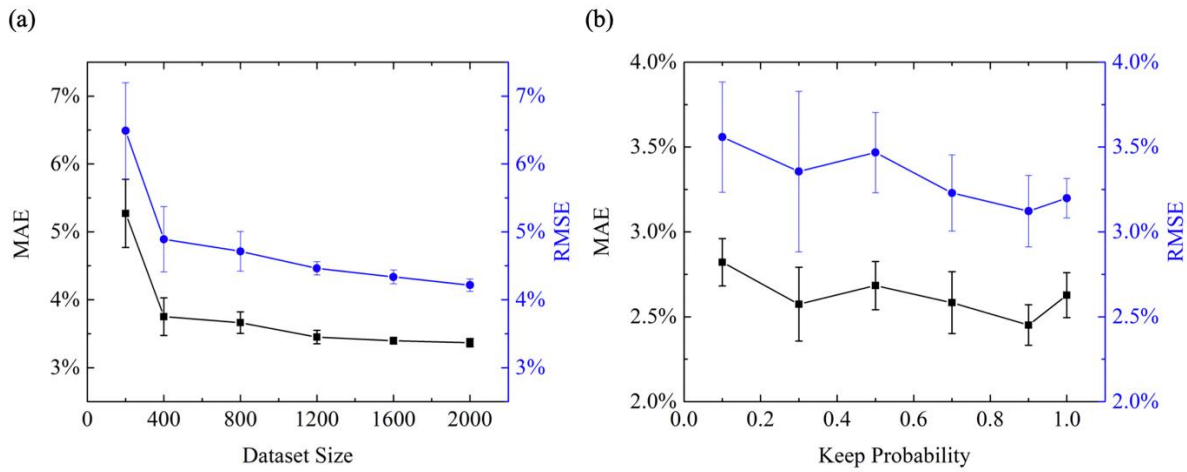 (a)
7%
6%
5%
4%
3%
MAE
7%
6%
5%
4%
3%
RMSE
0 400 800 1200 1600 2000
Dataset Size
(b)
4.0%
3.5%
3.0%
2.5%
2.0%
MAE
4.0%
3.5%
3.0%
2.5%
2.0%
RMSE
0.0 0.2 0.4 0.6 0.8 1.0
Keep Probability